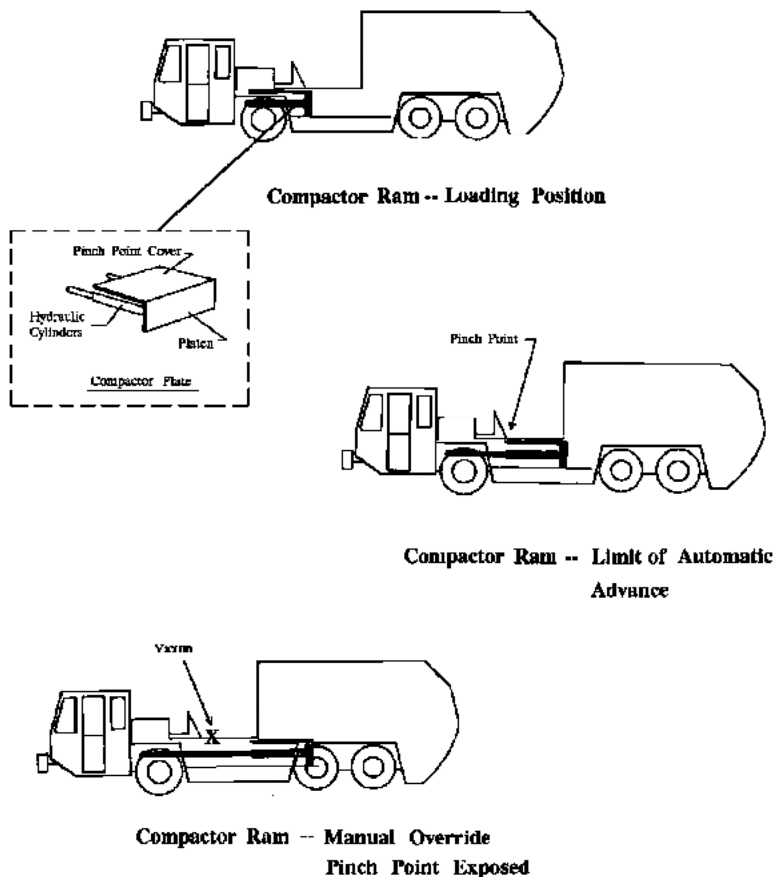 Compactor Ram -- Loading Position
Pinch Point Cover
Hydraulic
Cylinders
Platen
Compactor Plate
Pinch Point
Compactor Ram -- Limit of Automatic
Advance
X
Compactor Ram -- Manual Override
Pinch Point Exposed